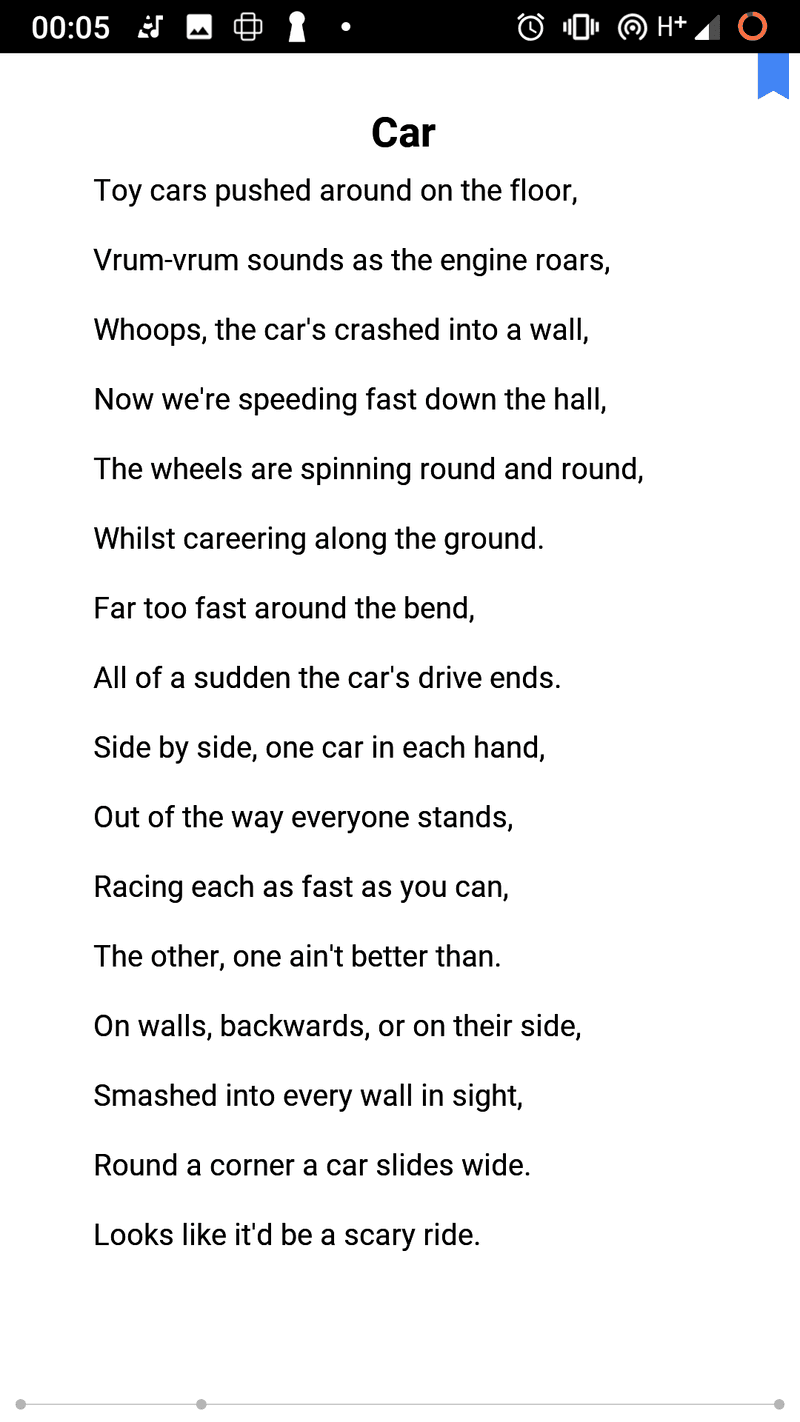 00:05
H+
Car
Toy cars pushed around on the floor,
Vrum-vrum sounds as the engine roars,
Whoops, the car's crashed into a wall,
Now we're speeding fast down the hall,
The wheels are spinning round and round,
Whilst careering along the ground.
Far too fast around the bend,
All of a sudden the car's drive ends.
Side by side, one car in each hand,
Out of the way everyone stands,
Racing each as fast as you can,
The other, one ain't better than.
On walls, backwards, or on their side,
Smashed into every wall in sight,
Round a corner a car slides wide.
Looks like it'd be a scary ride.